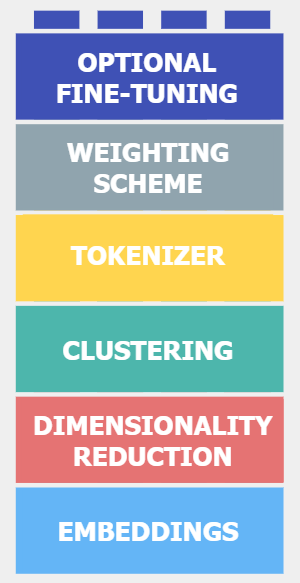 OPTIONAL
FINE-TUNING
WEIGHTING
SCHEME
TOKENIZER
CLUSTERING
DIMENSIONALITY
REDUCTION
EMBEDDINGS